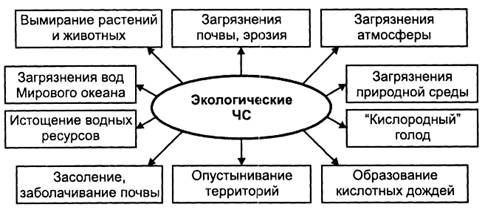 Вымирание растений
и животных
Загрязнения
почвы, эрозия
Загрязнения
атмосферы
Загрязнения вод
Мирового океана
Экологические
ЧС
Загрязнения
природной среды
Истощение водных
ресурсов
"Кислородный"
голод
Засоление,
заболачивание почвы
Опустынивание
территорий
Образование
кислотных дождей